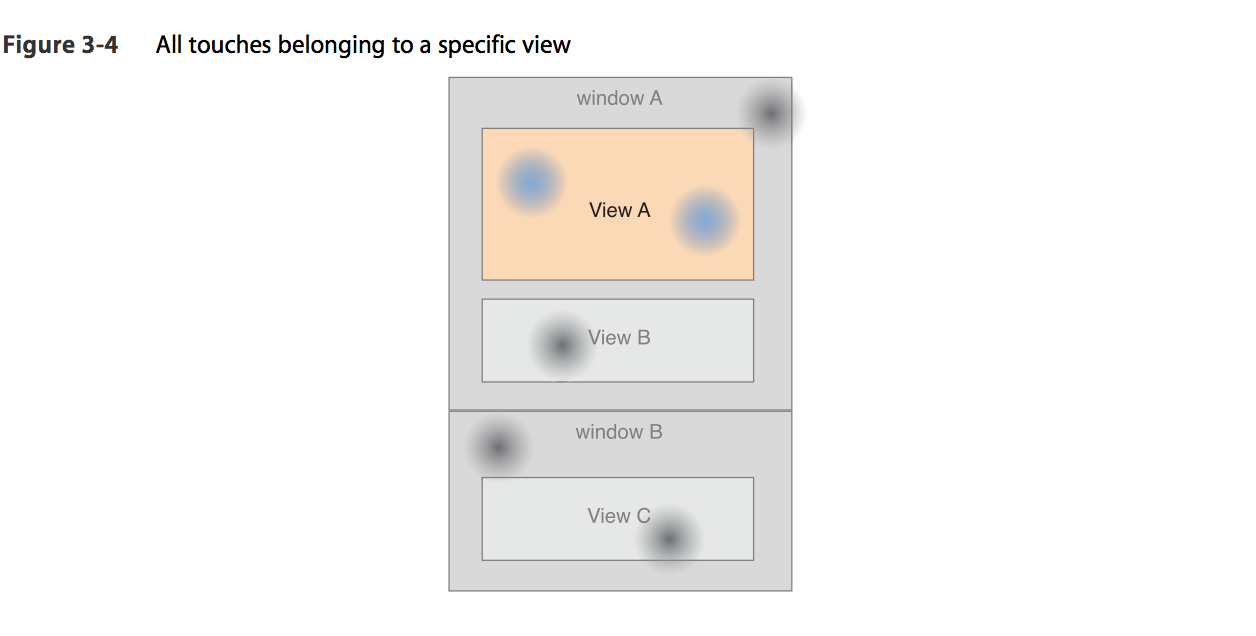 Figure 3-4 All touches belonging to a specific view
window A
View A
View B
window B
View C